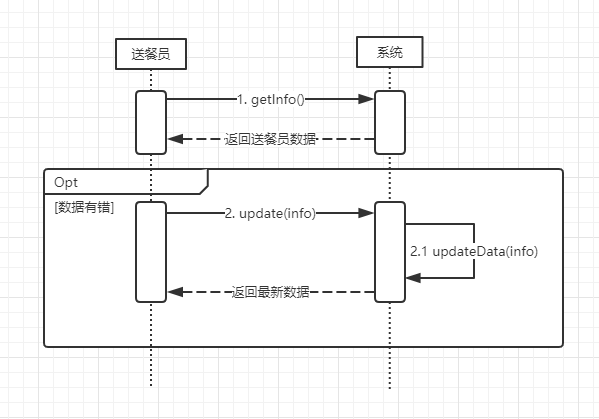 送餐员
系统
1. getInfo()
返回送餐员数据
Opt
[数据有错]
2. update(info)
2.1 updateData(info)
返回最新数据